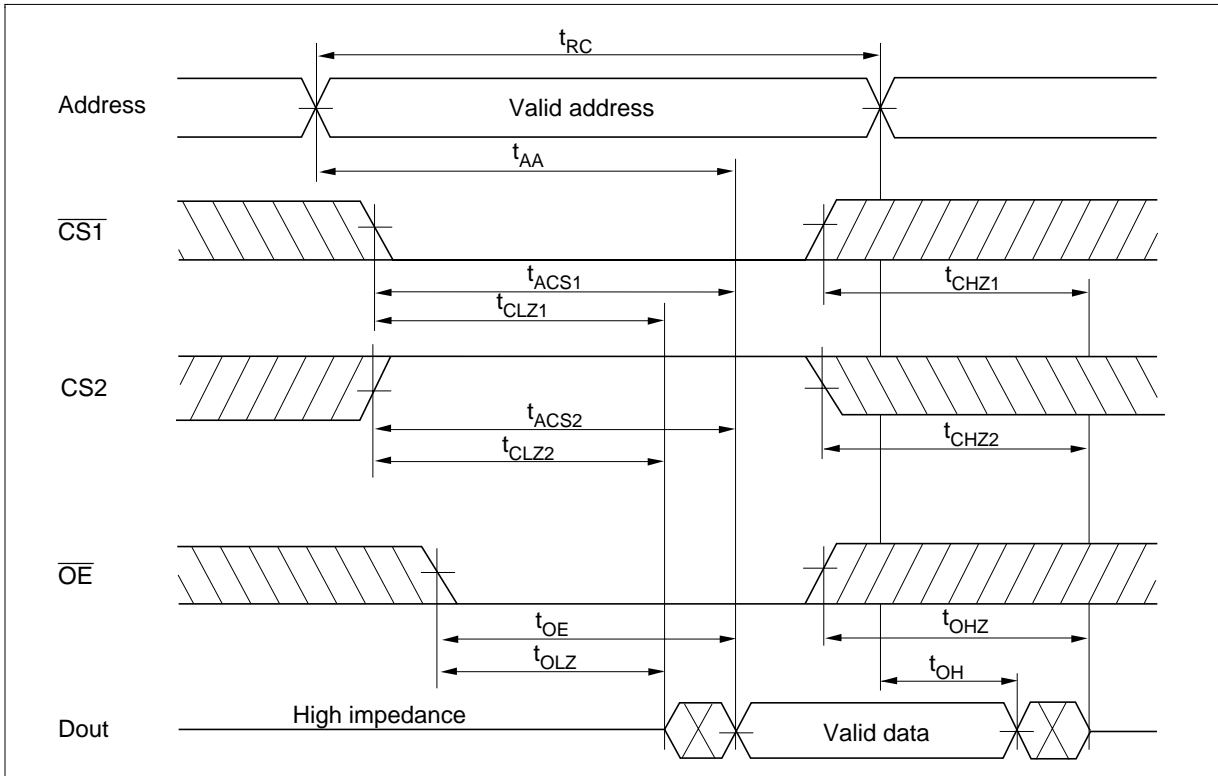 tRC
Address
Valid address
tAA
CS1
tACS1
tCHZ1
tCLZ1
CS2
tACS2
tCHZ2
tCLZ2
OE
tOE
tOHZ
tOLZ
tOH
High impedance
Dout
Valid data